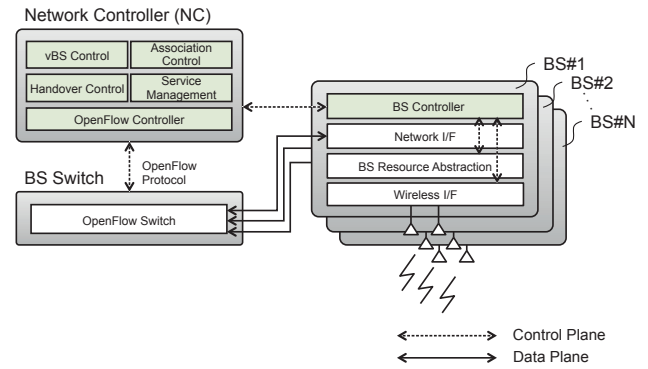 Network Controller (NC)
vBS Control
Association
Control
Handover Control
Service
Management
OpenFlow Controller
OpenFlow
Protocol
BS Switch
OpenFlow Switch
BS#1
BS#2
BS#N
BS Controller
Network I/F
BS Resource Abstraction
Wireless I/F
Control Plane
Data Plane